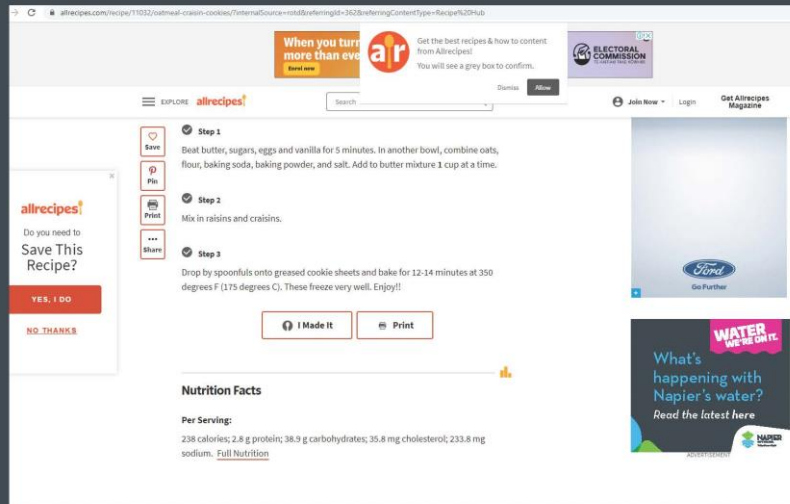 allrecipes.com/recipe/11032/oatmeal-craisin-cookies/?internalSource=rotd&referringId=362&referringContentType=Recipe%20Hub
When you turn
more than eve
Enrol now
ar
Get the best recipes & how to content
from Allrecipes!
You will see a grey box to confirm.
Dismiss
Allow
ELECTORAL
COMMISSION
EXPLORE
allrecipes!
Search
Join Now
Login
Get Allrecipes
Magazine
Save
Pin
Print
Share
Step 1
Beat butter, sugars, eggs and vanilla for 5 minutes. In another bowl, combine oats,
flour, baking soda, baking powder, and salt. Add to butter mixture 1 cup at a time.
Step 2
Mix in raisins and craisins.
Step 3
Drop by spoonfuls onto greased cookie sheets and bake for 12-14 minutes at 350
degrees F (175 degrees C). These freeze very well. Enjoy!!
I Made It
Print
Nutrition Facts
Per Serving:
238 calories; 2.8 g protein; 38.9 g carbohydrates; 35.8 mg cholesterol; 233.8 mg
sodium. Full Nutrition
allrecipes!
Do you need to
Save This
Recipe?
YES, I DO
NO THANKS
Ford
Go Further
WATER
WE'RE ON IT.
What's
happening with
Napier's water?
Read the latest here
NAPIER
ADVERTISEMENT